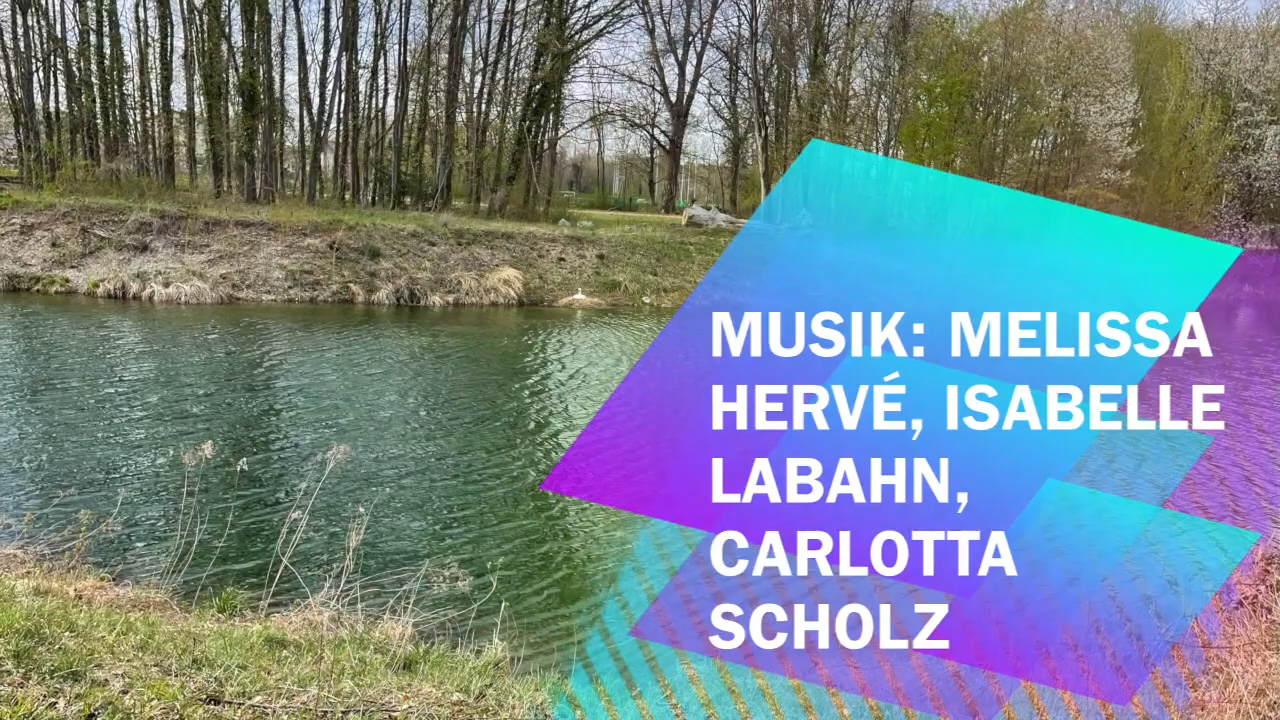 MUSIK: MELISSA
HERVÉ, ISABELLE
LABAHN,
CARLOTTA
SCHOLZ